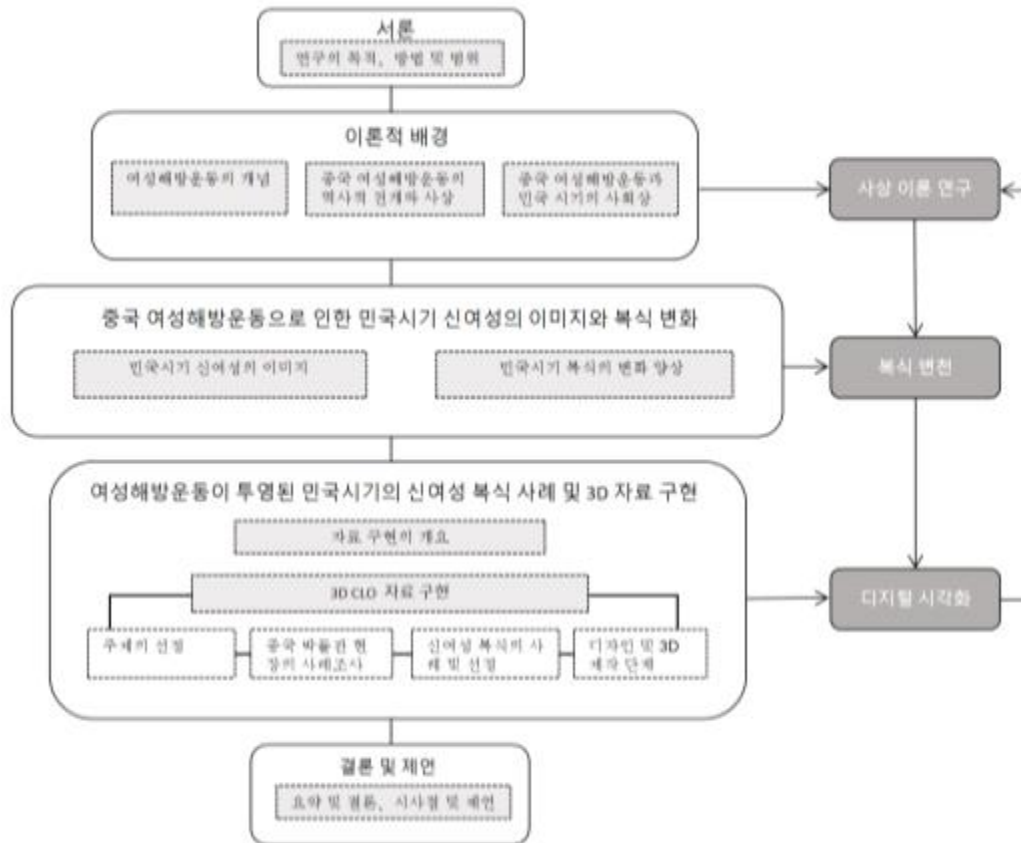 서론
연구의 목적, 방법 및 범위
이론적 배경
여성해방운동의 개념
중국 여성해방운동의
역사적 전개와 사상
중국 여성해방운동과
민국 시기의 사회상
사상 이론 연구
중국 여성해방운동으로 인한 민국시기 신여성의 이미지와 복식 변화
민국시기 신여성의 이미지
민국시기 복식의 변화 양상
복식 변천
여성해방운동이 투영된 민국시기의 신여성 복식 사례 및 3D 자료 구현
자료 구현의 개요
3D CLO 자료 구현
주제의 선정
중국 박물관 현
장의 사례조사
신여성 복식의 사
례 및 선정
디자인 및 3D
제작 단계
디지털 시각화
결론 및 제언
요약 및 결론, 시사점 및 제언